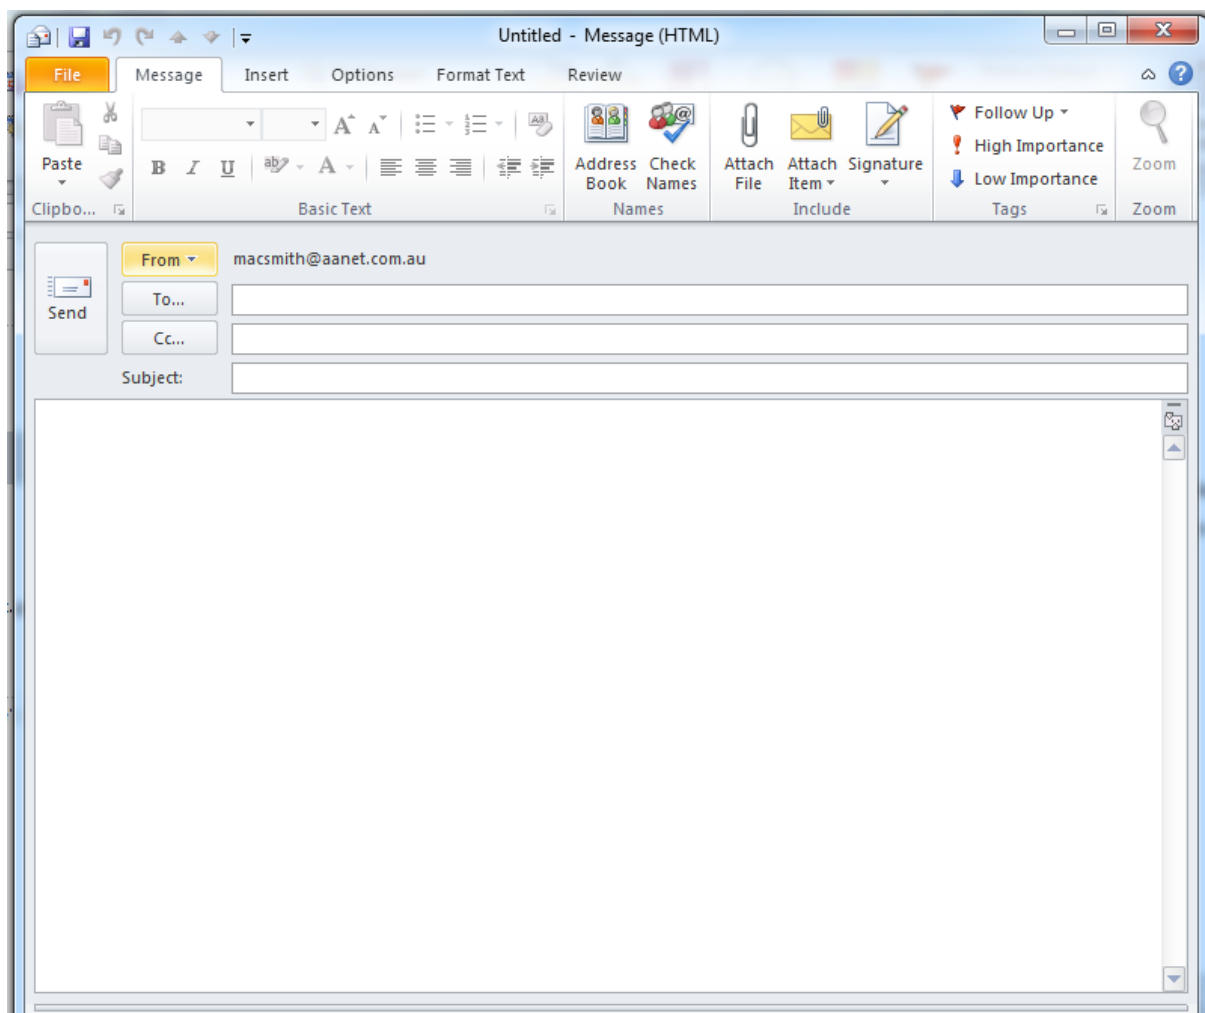 Untitled - Message (HTML)
File Message Insert Options Format Text Review
Paste
Clipbo...
A A
B I U ab A
Basic Text
Address Book
Check Names
Names
Attach File
Attach Item
Signature
Include
Follow Up
High Importance
Low Importance
Tags
Zoom
Zoom
Send
From macsmith@aanet.com.au
To...
Cc...
Subject: